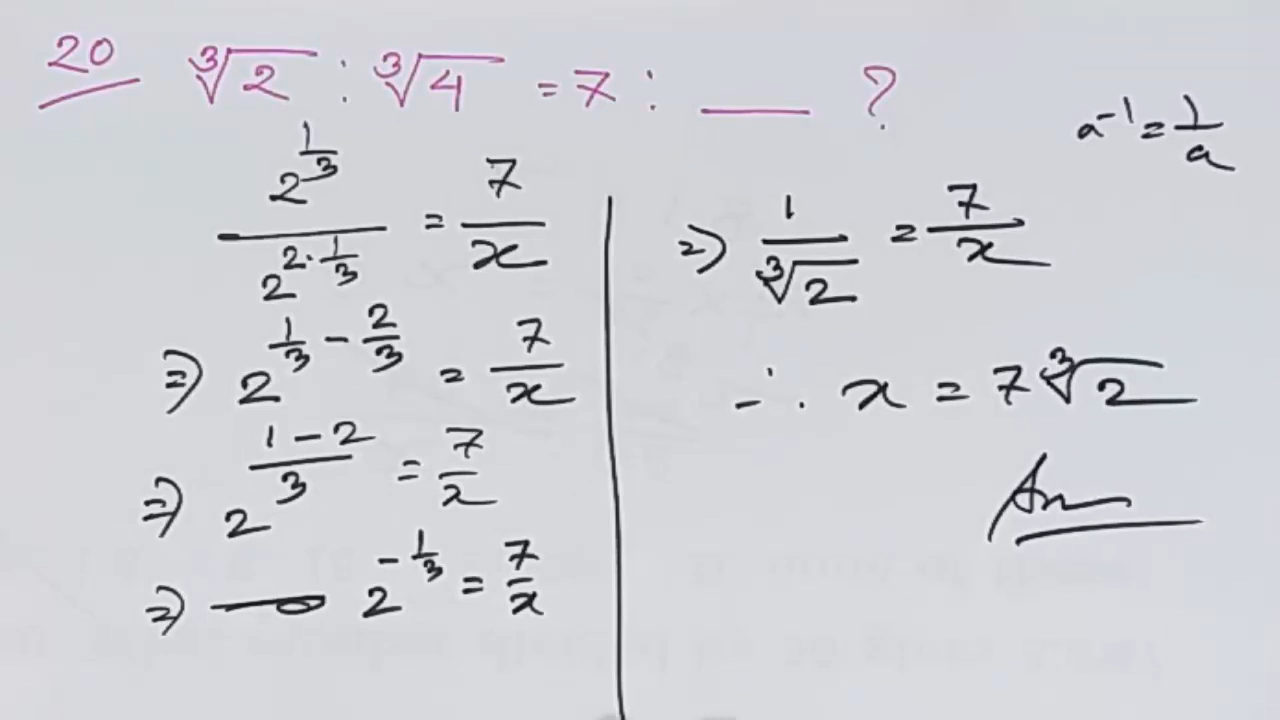 20 ∛2 : ∛4 = 7 : ___ ?
2^(1/3) / 2^(2·1/3) = 7/x
⇒ 2^(1/3 - 2/3) = 7/x
⇒ 2^((1-2)/3) = 7/x
⇒ 2^(-1/3) = 7/x
a^-1 = 1/a
⇒ 1/∛2 = 7/x
∴ x = 7∛2
Ans